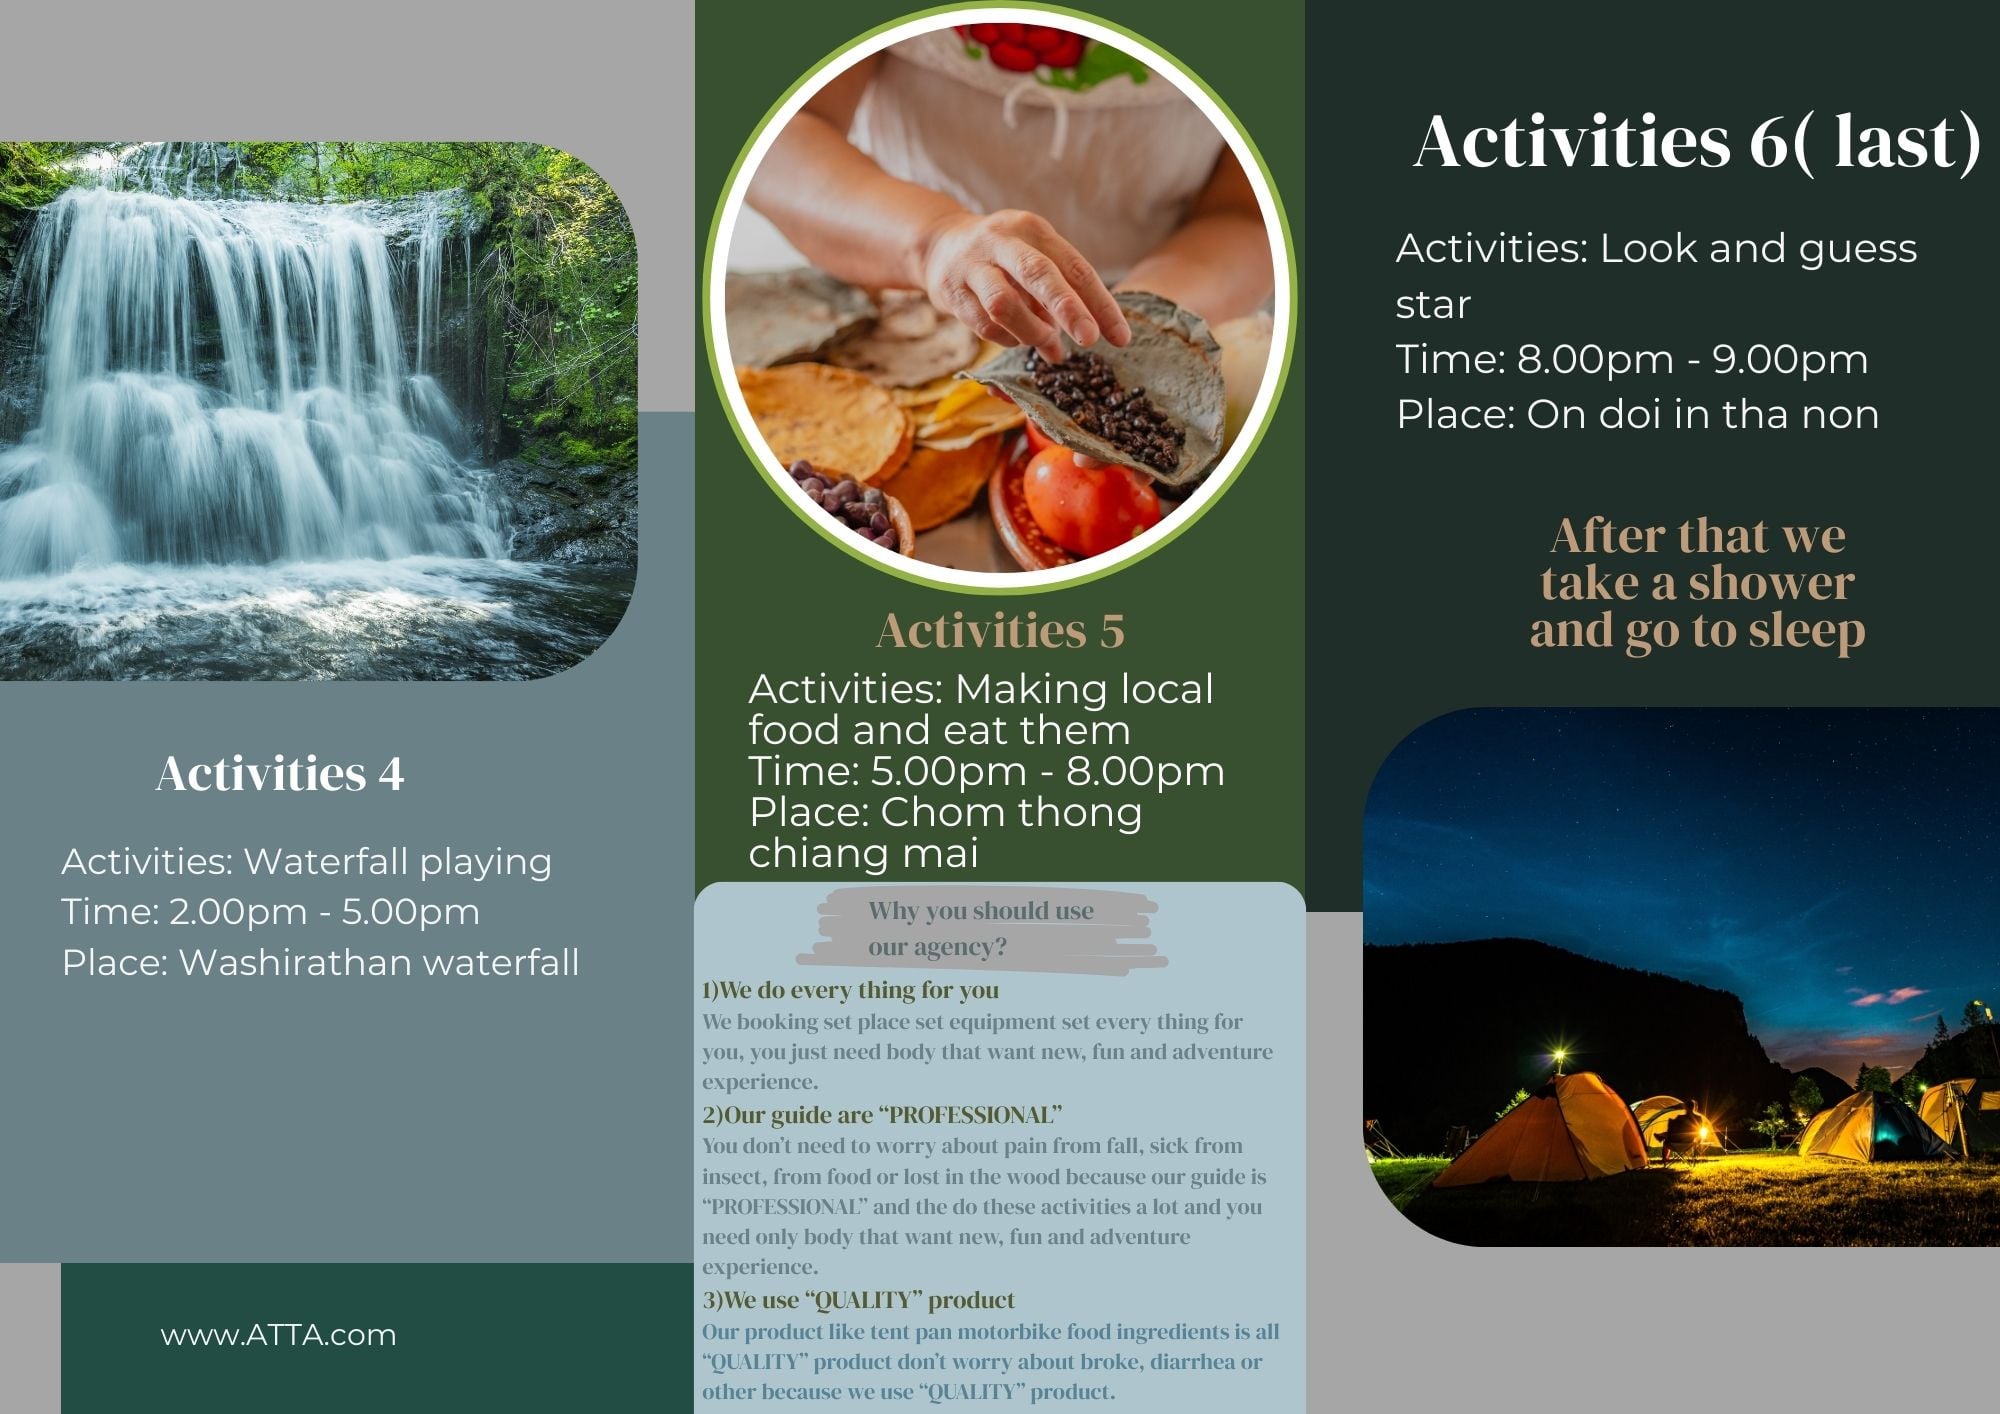 Activities 4
Activities: Waterfall playing
Time: 2.00pm - 5.00pm
Place: Washirathan waterfall
www.ATTA.com
Activities 5
Activities: Making local
food and eat them
Time: 5.00pm - 8.00pm
Place: Chom thong
chiang mai
Why you should use
our agency?
1)We do every thing for you
We booking set place set equipment set every thing for
you, you just need body that want new, fun and adventure
experience.
2)Our guide are “PROFESSIONAL”
You don’t need to worry about pain from fall, sick from
insect, from food or lost in the wood because our guide is
“PROFESSIONAL” and the do these activities a lot and you
need only body that want new, fun and adventure
experience.
3)We use “QUALITY” product
Our product like tent pan motorbike food ingredients is all
“QUALITY” product don’t worry about broke, diarrhea or
other because we use “QUALITY” product.
Activities 6( last)
Activities: Look and guess
star
Time: 8.00pm - 9.00pm
Place: On doi in tha non
After that we
take a shower
and go to sleep